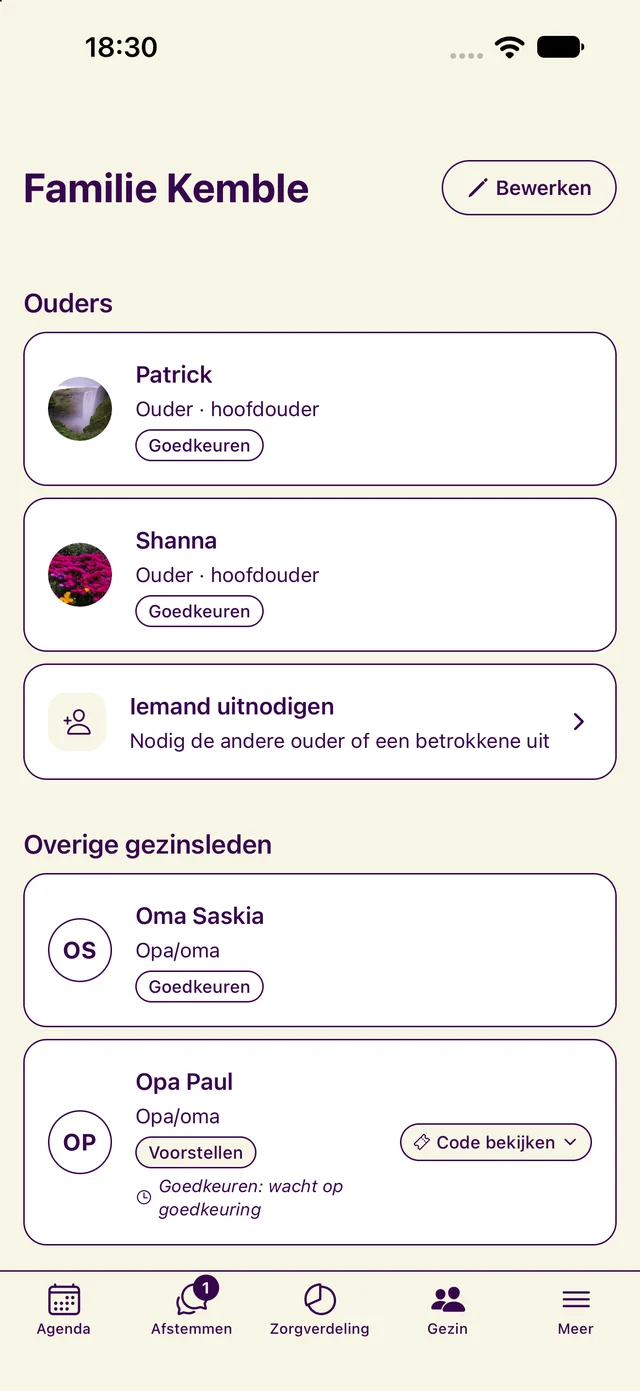 18:30
Familie Kemble
Bewerken
Ouders
Patrick
Ouder · hoofdouder
Goedkeuren
Shanna
Ouder · hoofdouder
Goedkeuren
Iemand uitnodigen
Nodig de andere ouder of een betrokkene uit
Overige gezinsleden
OS
Oma Saskia
Opa/oma
Goedkeuren
OP
Opa Paul
Opa/oma
Voorstellen
Code bekijken
Goedkeuren: wacht op
goedkeuring
1
Agenda
Afstemmen
Zorgverdeling
Gezin
Meer